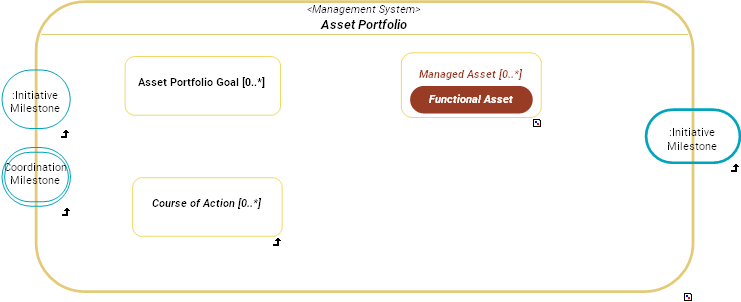 <Management System>
Asset Portfolio
Asset Portfolio Goal [0..*]
Managed Asset [0..*]
Functional Asset
:Initiative
Milestone
:Initiative
Milestone
Coordination
Milestone
Course of Action [0..*]